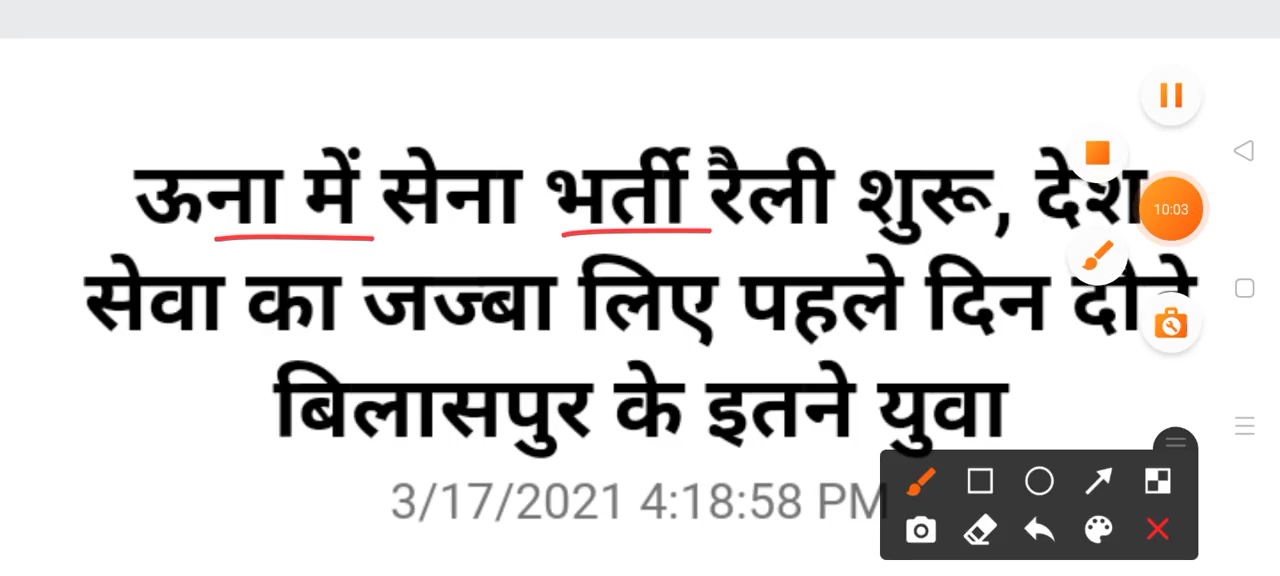 ऊना में सेना भर्ती रैली शुरू, देश
सेवा का जज्बा लिए पहले दिन
बिलासपुर के इतने युवा
3/17/2021 4:18:58 PM
10:03